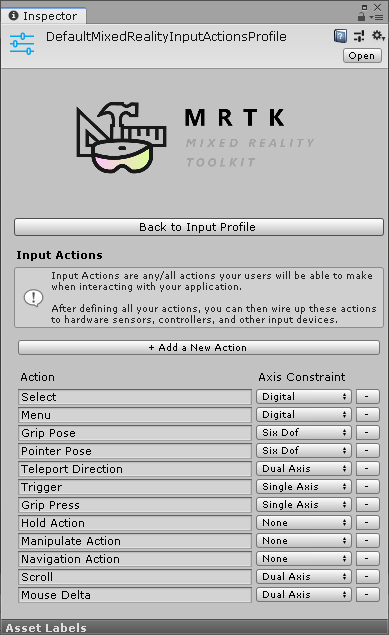 Inspector
DefaultMixedRealityInputActionsProfile
Open
MRTK
MIXED REALITY
TOOLKIT
Back to Input Profile
Input Actions
Input Actions are any/all actions your users will be able to make
when interacting with your application.
After defining all your actions, you can then wire up these actions
to hardware sensors, controllers, and other input devices.
+ Add a New Action
Action Axis Constraint
Select Digital -
Menu Digital -
Grip Pose Six Dof -
Pointer Pose Six Dof -
Teleport Direction Dual Axis -
Trigger Single Axis -
Grip Press Single Axis -
Hold Action None -
Manipulate Action None -
Navigation Action None -
Scroll Dual Axis -
Mouse Delta Dual Axis -
Asset Labels